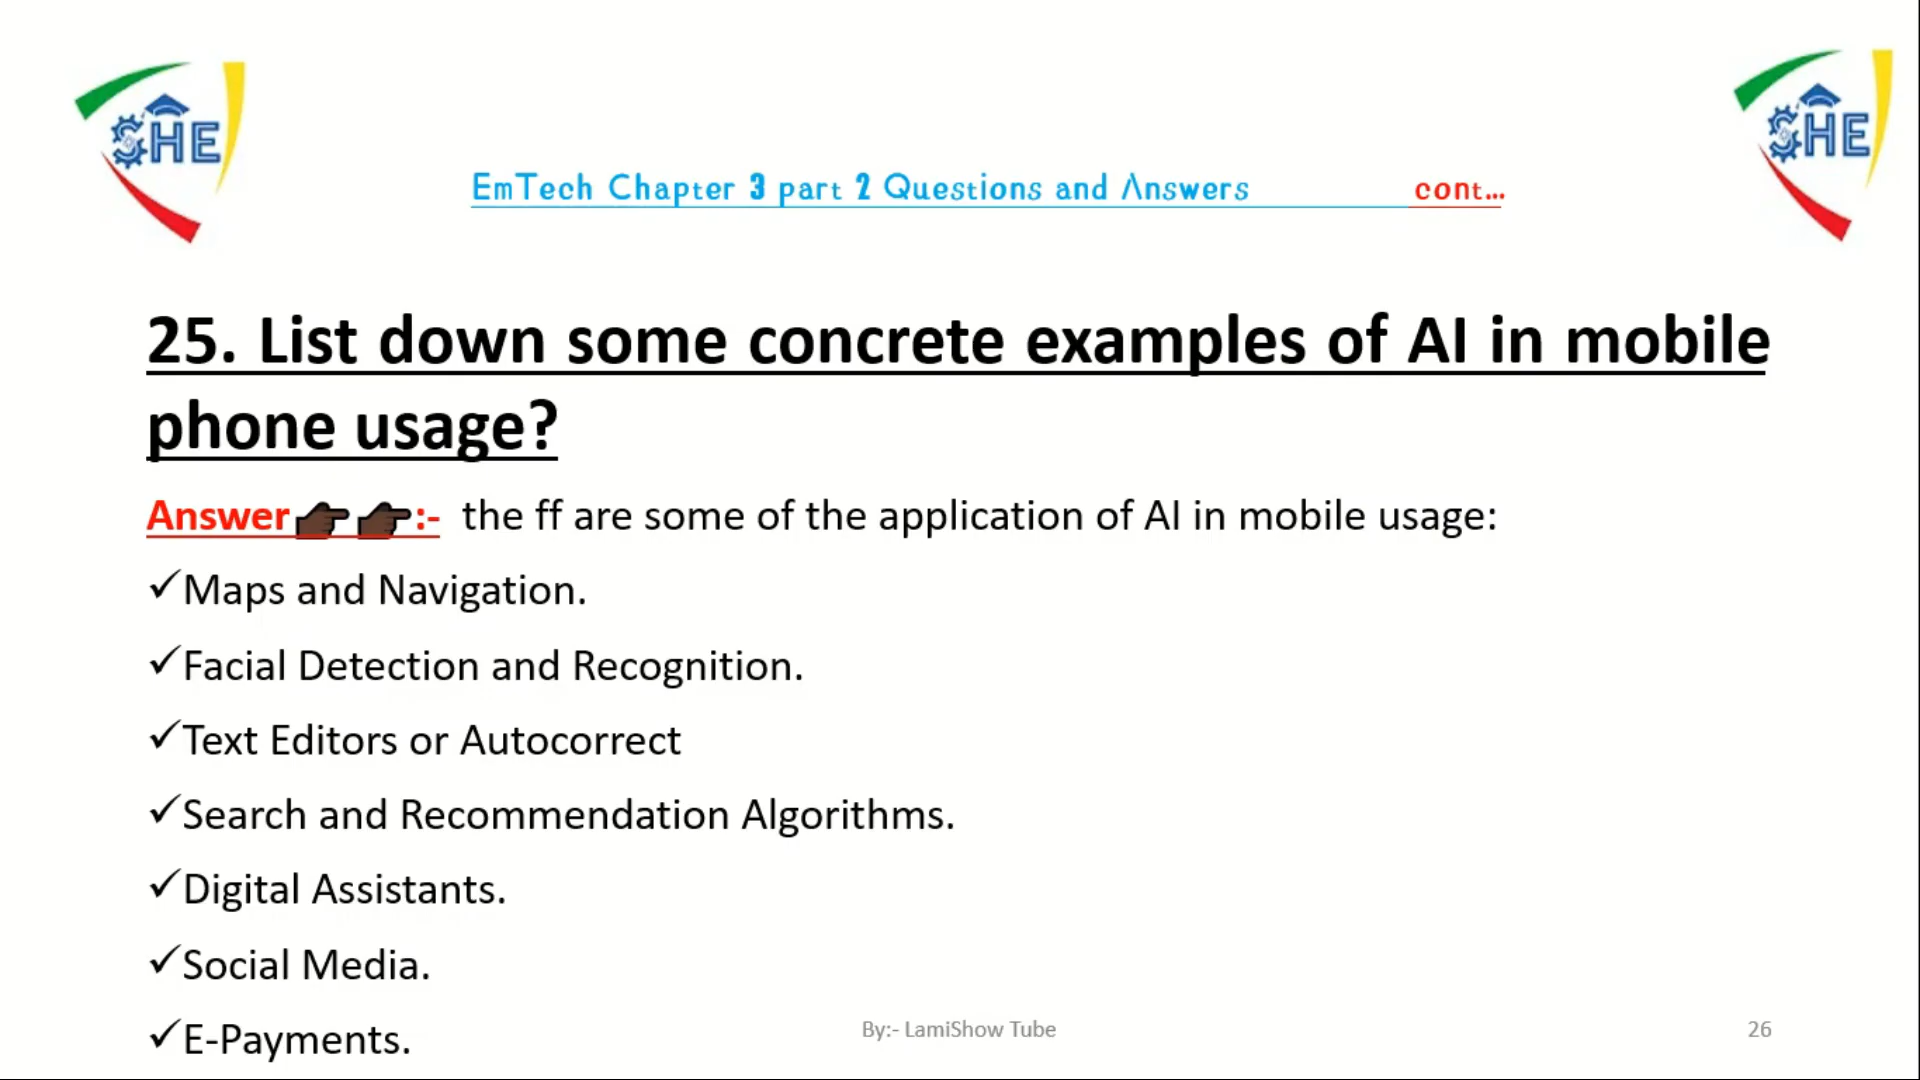 SHE
SHE
EmTech Chapter 3 part 2 Questions and Answers cont...
25. List down some concrete examples of AI in mobile
phone usage?
Answer👉🏿👉🏿:- the ff are some of the application of AI in mobile usage:
✓Maps and Navigation.
✓Facial Detection and Recognition.
✓Text Editors or Autocorrect
✓Search and Recommendation Algorithms.
✓Digital Assistants.
✓Social Media.
✓E-Payments.
By:- LamiShow Tube
26